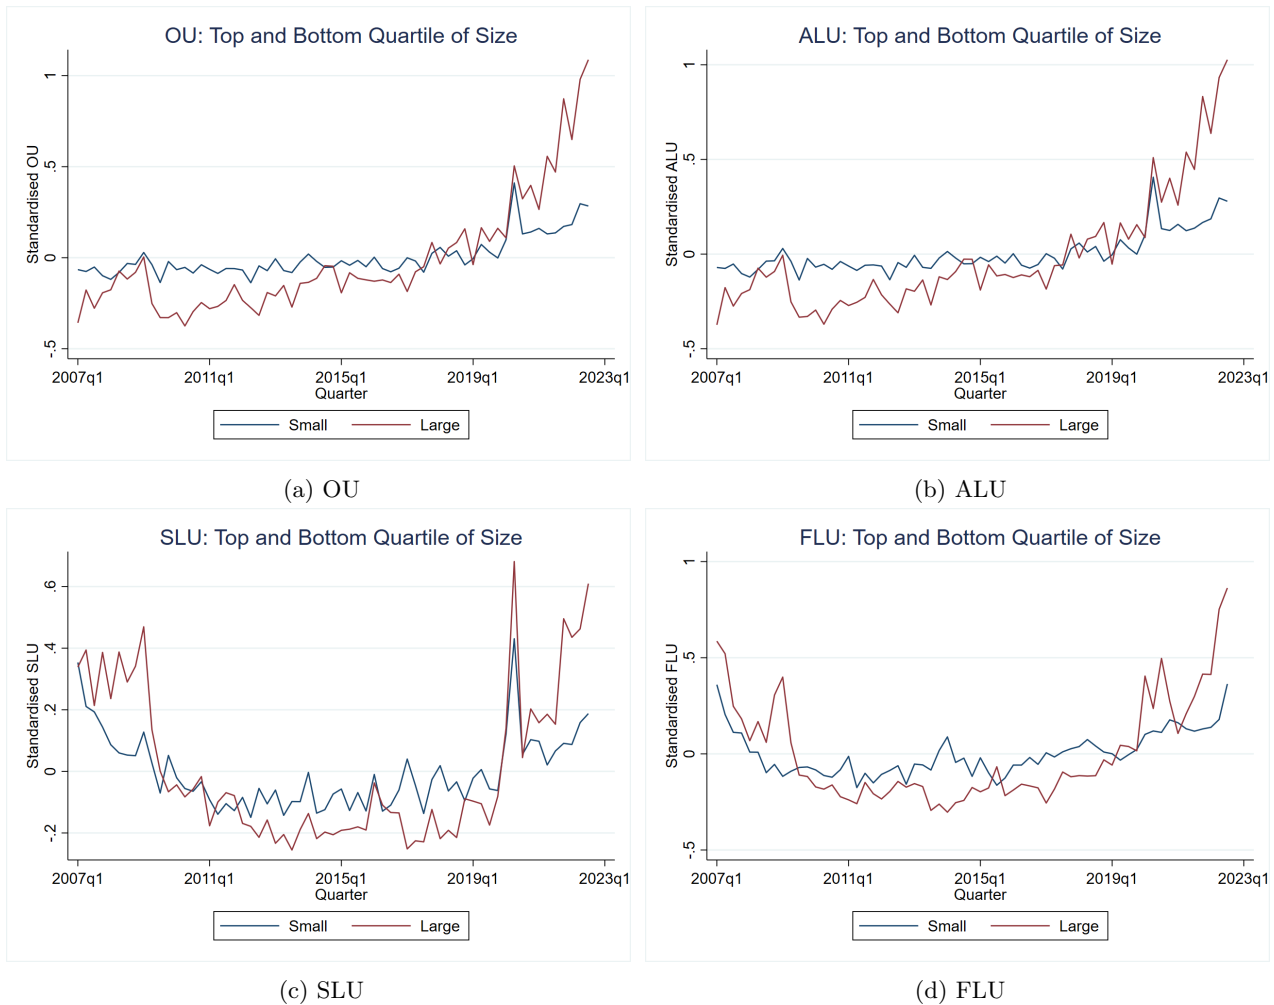 OU: Top and Bottom Quartile of Size
Standardised OU
1
.5
0
-.5
2007q1 2011q1 2015q1 2019q1 2023q1
Quarter
Small Large
(a) OU
ALU: Top and Bottom Quartile of Size
Standardised ALU
1
.5
0
-.5
2007q1 2011q1 2015q1 2019q1 2023q1
Quarter
Small Large
(b) ALU
SLU: Top and Bottom Quartile of Size
Standardised SLU
.6
.4
.2
0
-.2
2007q1 2011q1 2015q1 2019q1 2023q1
Quarter
Small Large
(c) SLU
FLU: Top and Bottom Quartile of Size
Standardised FLU
1
.5
0
-.5
2007q1 2011q1 2015q1 2019q1 2023q1
Quarter
Small Large
(d) FLU